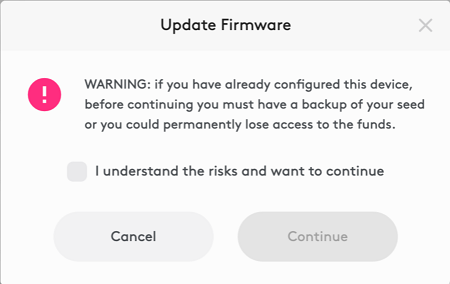 Update Firmware
WARNING: if you have already configured this device,
before continuing you must have a backup of your seed
or you could permanently lose access to the funds.
I understand the risks and want to continue
Cancel
Continue